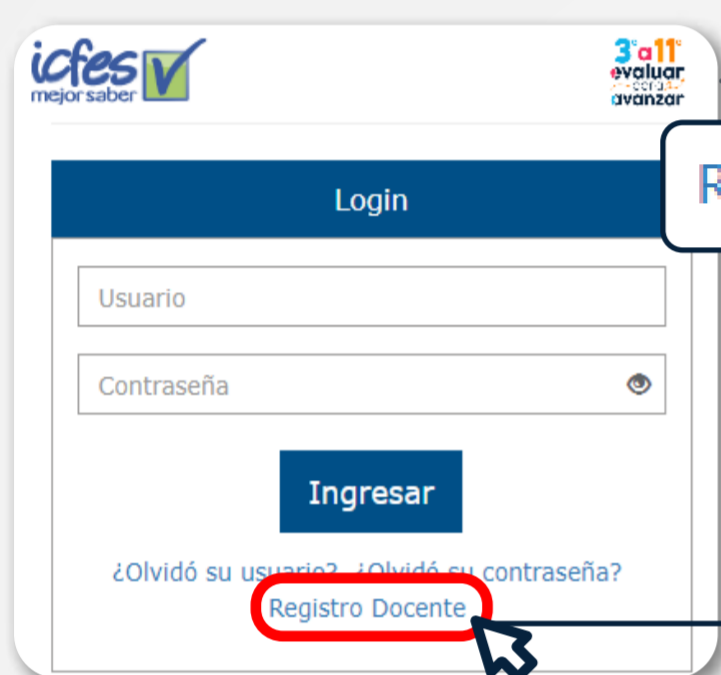 icfes
mejor saber
3° a 11°
evaluar
para
avanzar
Login
Usuario
Contraseña
Ingresar
¿Olvidó su usuario? ¿Olvidó su contraseña?
Registro Docente